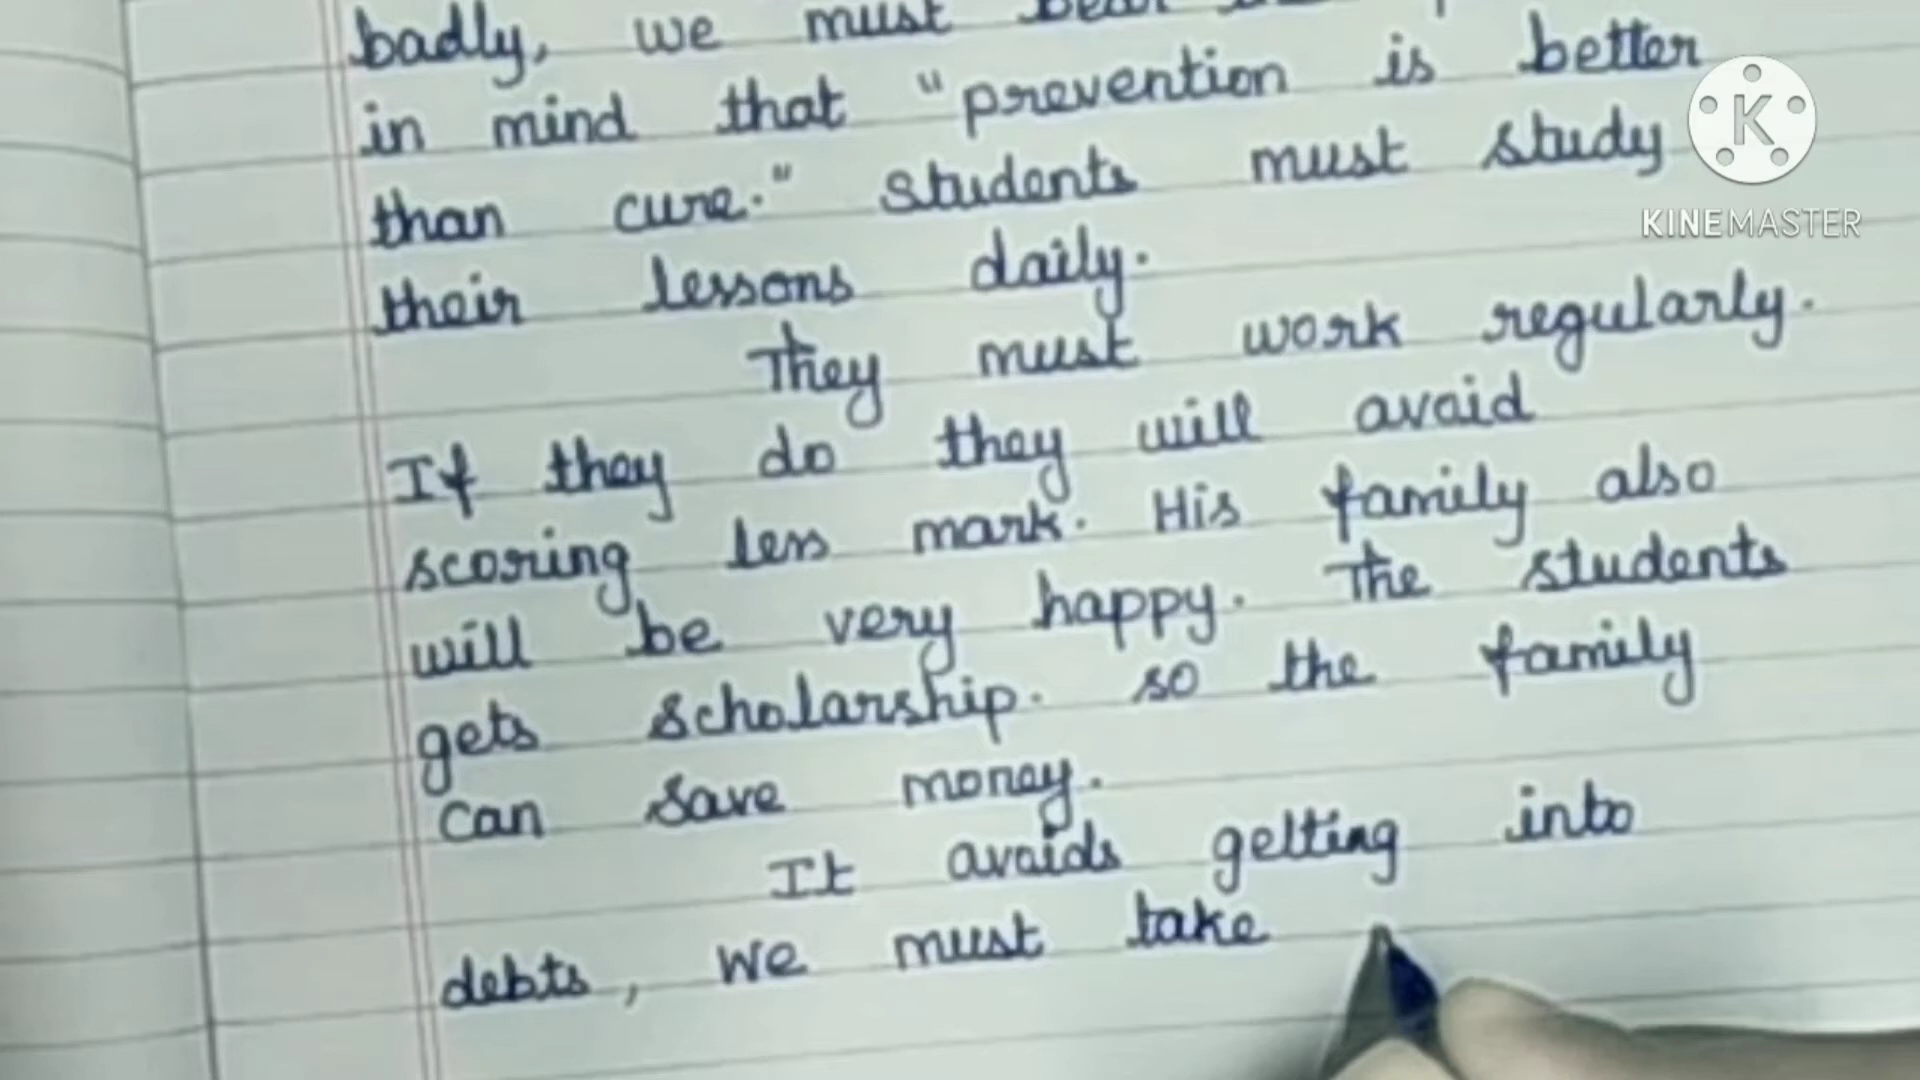 badly, we must bear
in mind that "prevention is better
than cure." students must study
their lessons daily.
They must work regularly.
If they do they will avoid
scoring less mark. His family also
will be very happy. The students
gets scholarship. so the family
can save money.
It avoids getting into
debts, we must take
K
KINEMASTER